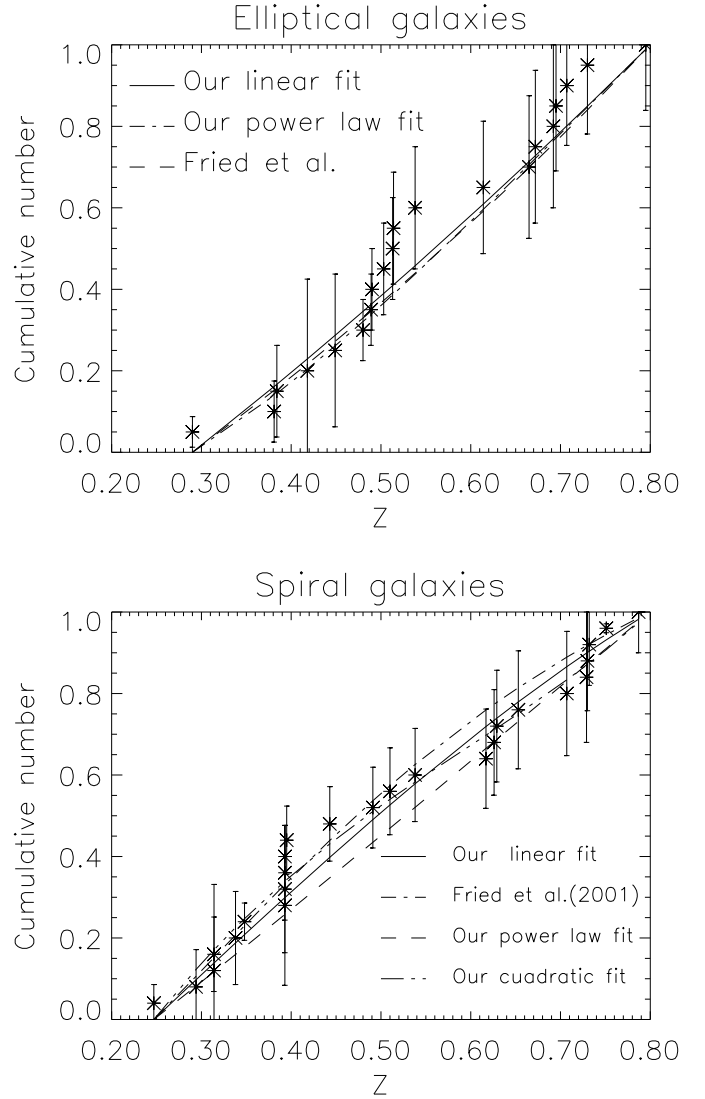 Elliptical galaxies
1.0
Our linear fit
Our power law fit
Fried et al.
0.8
0.6
0.4
0.2
0.0
Cumulative number
0.20 0.30 0.40 0.50 0.60 0.70 0.80
Z
Spiral galaxies
1.0
0.8
0.6
0.4
0.2
0.0
Cumulative number
Our linear fit
Fried et al.(2001)
Our power law fit
Our cuadratic fit
0.20 0.30 0.40 0.50 0.60 0.70 0.80
Z